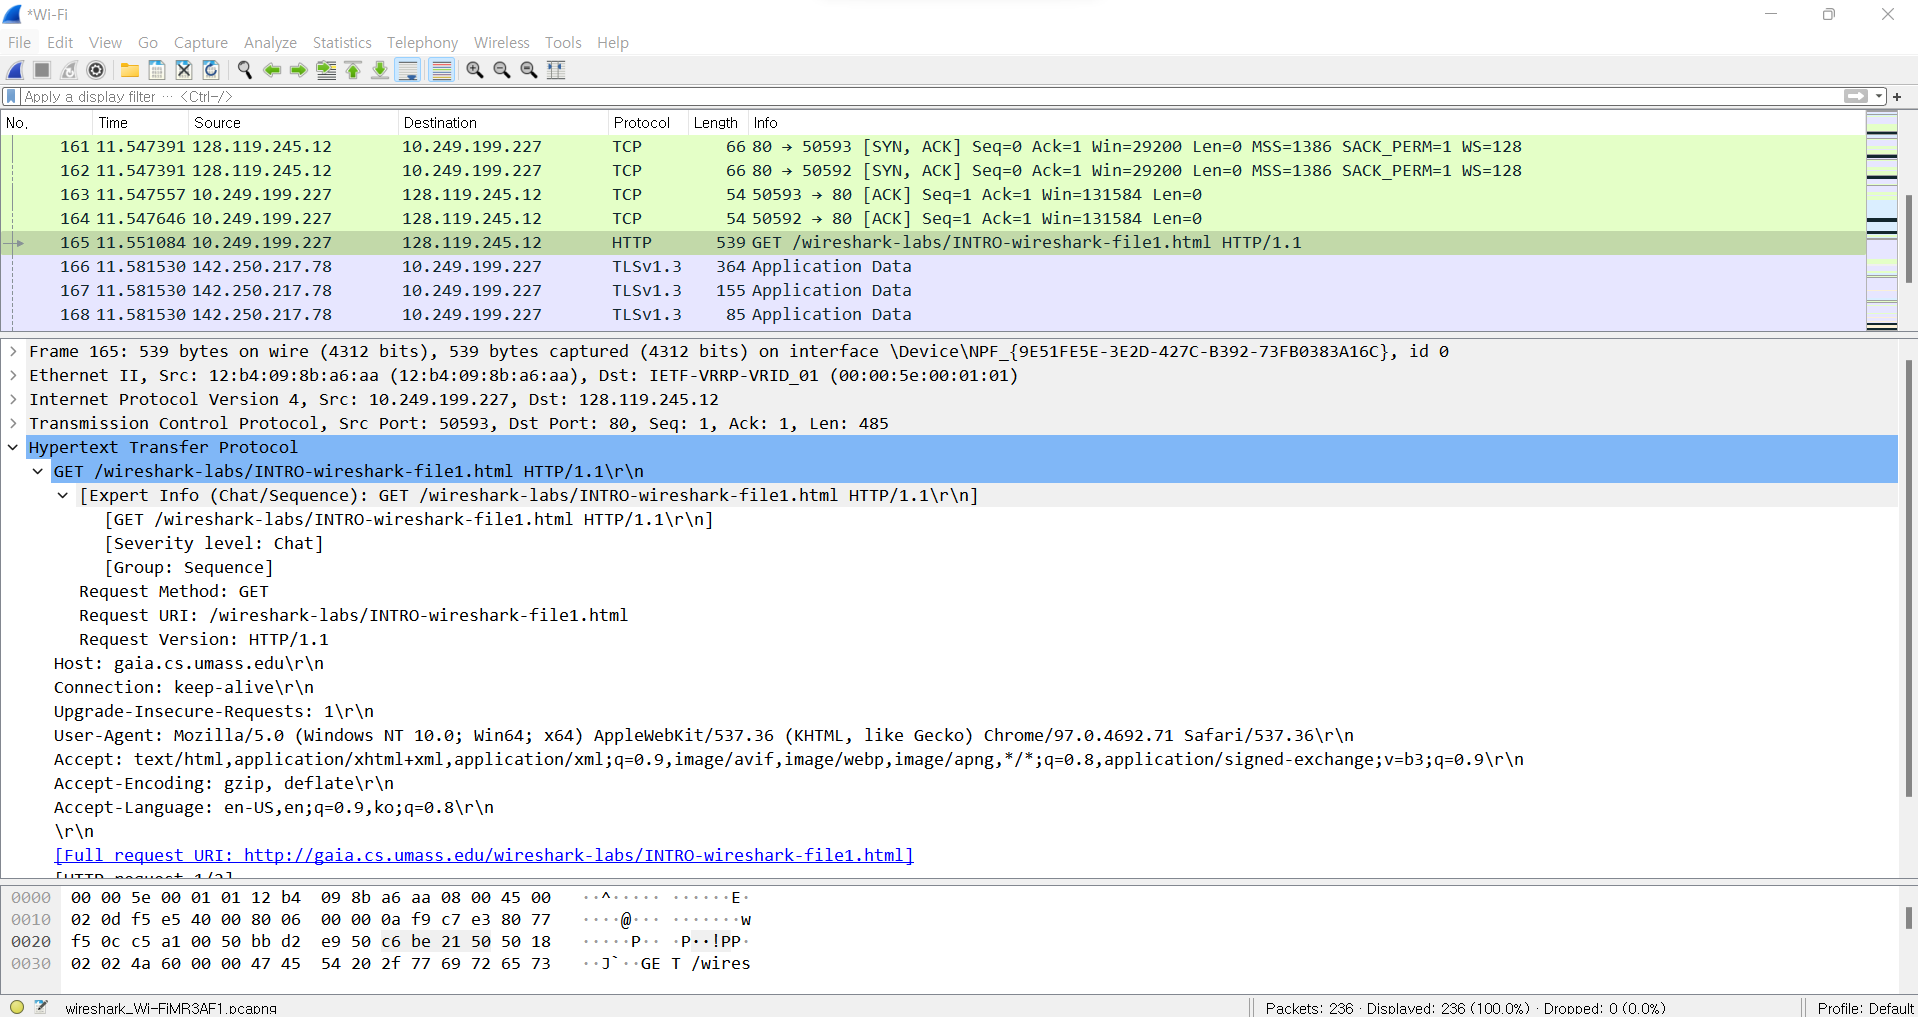 *Wi-Fi
File Edit View Go Capture Analyze Statistics Telephony Wireless Tools Help
Apply a display filter ... <Ctrl-/>
No. Time Source Destination Protocol Length Info
161 11.547391 128.119.245.12 10.249.199.227 TCP 66 80 → 50593 [SYN, ACK] Seq=0 Ack=1 Win=29200 Len=0 MSS=1386 SACK_PERM=1 WS=128
162 11.547391 128.119.245.12 10.249.199.227 TCP 66 80 → 50592 [SYN, ACK] Seq=0 Ack=1 Win=29200 Len=0 MSS=1386 SACK_PERM=1 WS=128
163 11.547557 10.249.199.227 128.119.245.12 TCP 54 50593 → 80 [ACK] Seq=1 Ack=1 Win=131584 Len=0
164 11.547646 10.249.199.227 128.119.245.12 TCP 54 50592 → 80 [ACK] Seq=1 Ack=1 Win=131584 Len=0
165 11.551084 10.249.199.227 128.119.245.12 HTTP 539 GET /wireshark-labs/INTRO-wireshark-file1.html HTTP/1.1
166 11.581530 142.250.217.78 10.249.199.227 TLSv1.3 364 Application Data
167 11.581530 142.250.217.78 10.249.199.227 TLSv1.3 155 Application Data
168 11.581530 142.250.217.78 10.249.199.227 TLSv1.3 85 Application Data
Frame 165: 539 bytes on wire (4312 bits), 539 bytes captured (4312 bits) on interface \Device\NPF_{9E51FE5E-3E2D-427C-B392-73FB0383A16C}, id 0
Ethernet II, Src: 12:b4:09:8b:a6:aa (12:b4:09:8b:a6:aa), Dst: IETF-VRRP-VRID_01 (00:00:5e:00:01:01)
Internet Protocol Version 4, Src: 10.249.199.227, Dst: 128.119.245.12
Transmission Control Protocol, Src Port: 50593, Dst Port: 80, Seq: 1, Ack: 1, Len: 485
Hypertext Transfer Protocol
GET /wireshark-labs/INTRO-wireshark-file1.html HTTP/1.1\r\n
[Expert Info (Chat/Sequence): GET /wireshark-labs/INTRO-wireshark-file1.html HTTP/1.1\r\n]
[GET /wireshark-labs/INTRO-wireshark-file1.html HTTP/1.1\r\n]
[Severity level: Chat]
[Group: Sequence]
Request Method: GET
Request URI: /wireshark-labs/INTRO-wireshark-file1.html
Request Version: HTTP/1.1
Host: gaia.cs.umass.edu\r\n
Connection: keep-alive\r\n
Upgrade-Insecure-Requests: 1\r\n
User-Agent: Mozilla/5.0 (Windows NT 10.0; Win64; x64) AppleWebKit/537.36 (KHTML, like Gecko) Chrome/97.0.4692.71 Safari/537.36\r\n
Accept: text/html,application/xhtml+xml,application/xml;q=0.9,image/avif,image/webp,image/apng,*/*;q=0.8,application/signed-exchange;v=b3;q=0.9\r\n
Accept-Encoding: gzip, deflate\r\n
Accept-Language: en-US,en;q=0.9,ko;q=0.8\r\n
\r\n
[Full request URI: http://gaia.cs.umass.edu/wireshark-labs/INTRO-wireshark-file1.html]
[HTTP request 1/2]
0000 00 00 5e 00 01 01 12 b4 09 8b a6 aa 08 00 45 00 ··^····· ······E·
0010 02 0d f5 e5 40 00 80 06 00 00 0a f9 c7 e3 80 77 ····@··· ·······w
0020 f5 0c c5 a1 00 50 bb d2 e9 50 c6 be 21 50 50 18 ·····P·· ·P··!PP·
0030 02 02 4a 60 00 00 47 45 54 20 2f 77 69 72 65 73 ··J`··GE T /wires
wireshark_Wi-FiMR3AF1.pcapng Packets: 236 · Displayed: 236 (100.0%) · Dropped: 0 (0.0%) Profile: Default